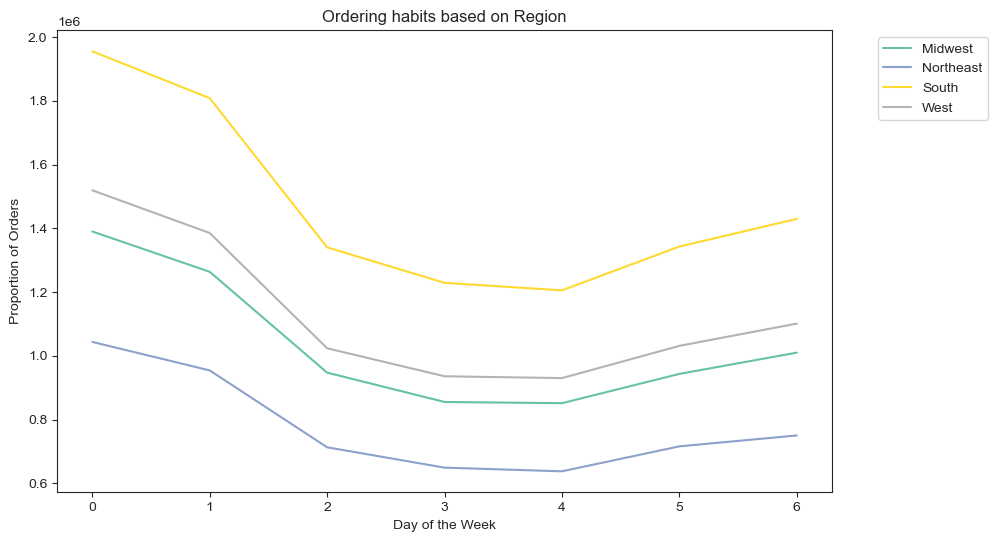 Ordering habits based on Region
1e6
2.0
1.8
1.6
1.4
1.2
1.0
0.8
0.6
Proportion of Orders
0 1 2 3 4 5 6
Day of the Week
Midwest
Northeast
South
West